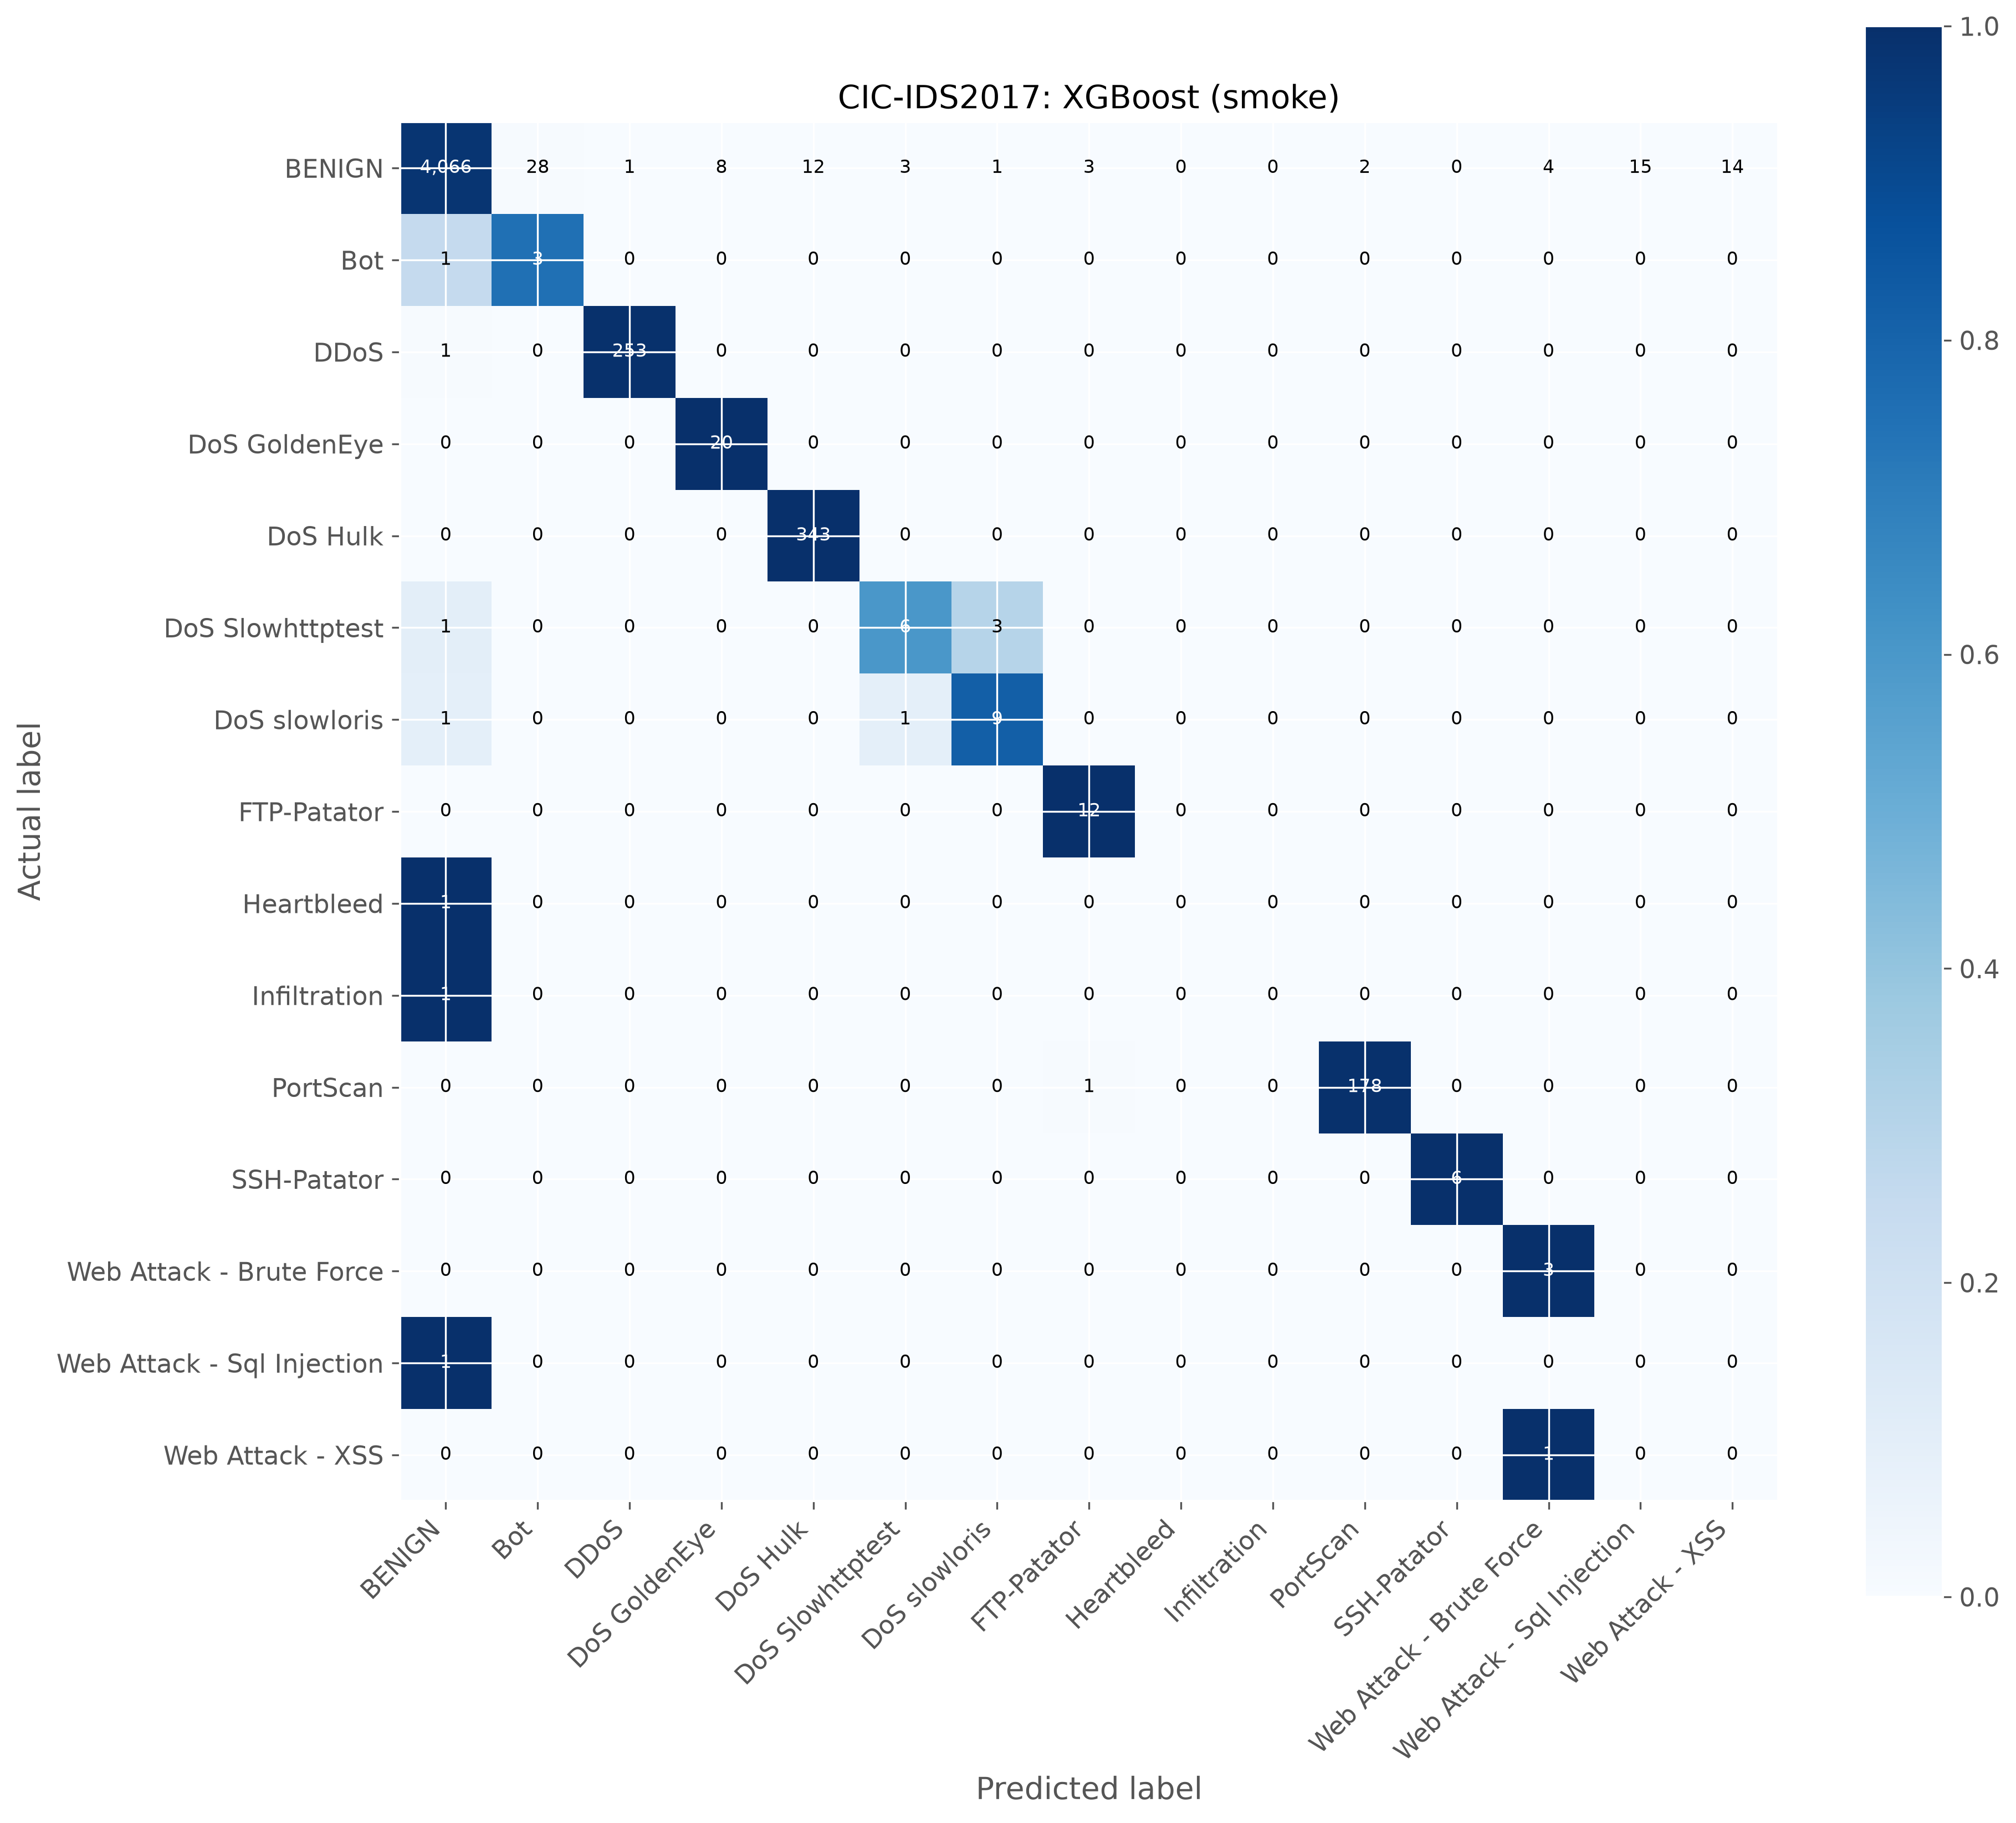 CIC-IDS2017: XGBoost (smoke)
1.0
BENIGN 4,066 28 1 8 12 3 1 3 0 0 2 0 4 15 14
Bot 1 3 0 0 0 0 0 0 0 0 0 0 0 0 0
0.8
DDoS 1 0 253 0 0 0 0 0 0 0 0 0 0 0 0
DoS GoldenEye 0 0 0 20 0 0 0 0 0 0 0 0 0 0 0
DoS Hulk 0 0 0 0 343 0 0 0 0 0 0 0 0 0 0
DoS Slowhttptest 1 0 0 0 0 6 3 0 0 0 0 0 0 0 0
0.6
DoS slowloris 1 0 0 0 0 1 9 0 0 0 0 0 0 0 0
Actual label
FTP-Patator 0 0 0 0 0 0 0 12 0 0 0 0 0 0 0
Heartbleed 1 0 0 0 0 0 0 0 0 0 0 0 0 0 0
0.4
Infiltration 1 0 0 0 0 0 0 0 0 0 0 0 0 0 0
PortScan 0 0 0 0 0 0 0 1 0 0 178 0 0 0 0
SSH-Patator 0 0 0 0 0 0 0 0 0 0 0 6 0 0 0
Web Attack - Brute Force 0 0 0 0 0 0 0 0 0 0 0 0 3 0 0
0.2
Web Attack - Sql Injection 1 0 0 0 0 0 0 0 0 0 0 0 0 0 0
Web Attack - XSS 0 0 0 0 0 0 0 0 0 0 0 0 1 0 0
0.0
BENIGN
Bot
DDoS
DoS GoldenEye
DoS Hulk
DoS Slowhttptest
DoS slowloris
FTP-Patator
Heartbleed
Infiltration
PortScan
SSH-Patator
Web Attack - Brute Force
Web Attack - Sql Injection
Web Attack - XSS
Predicted label